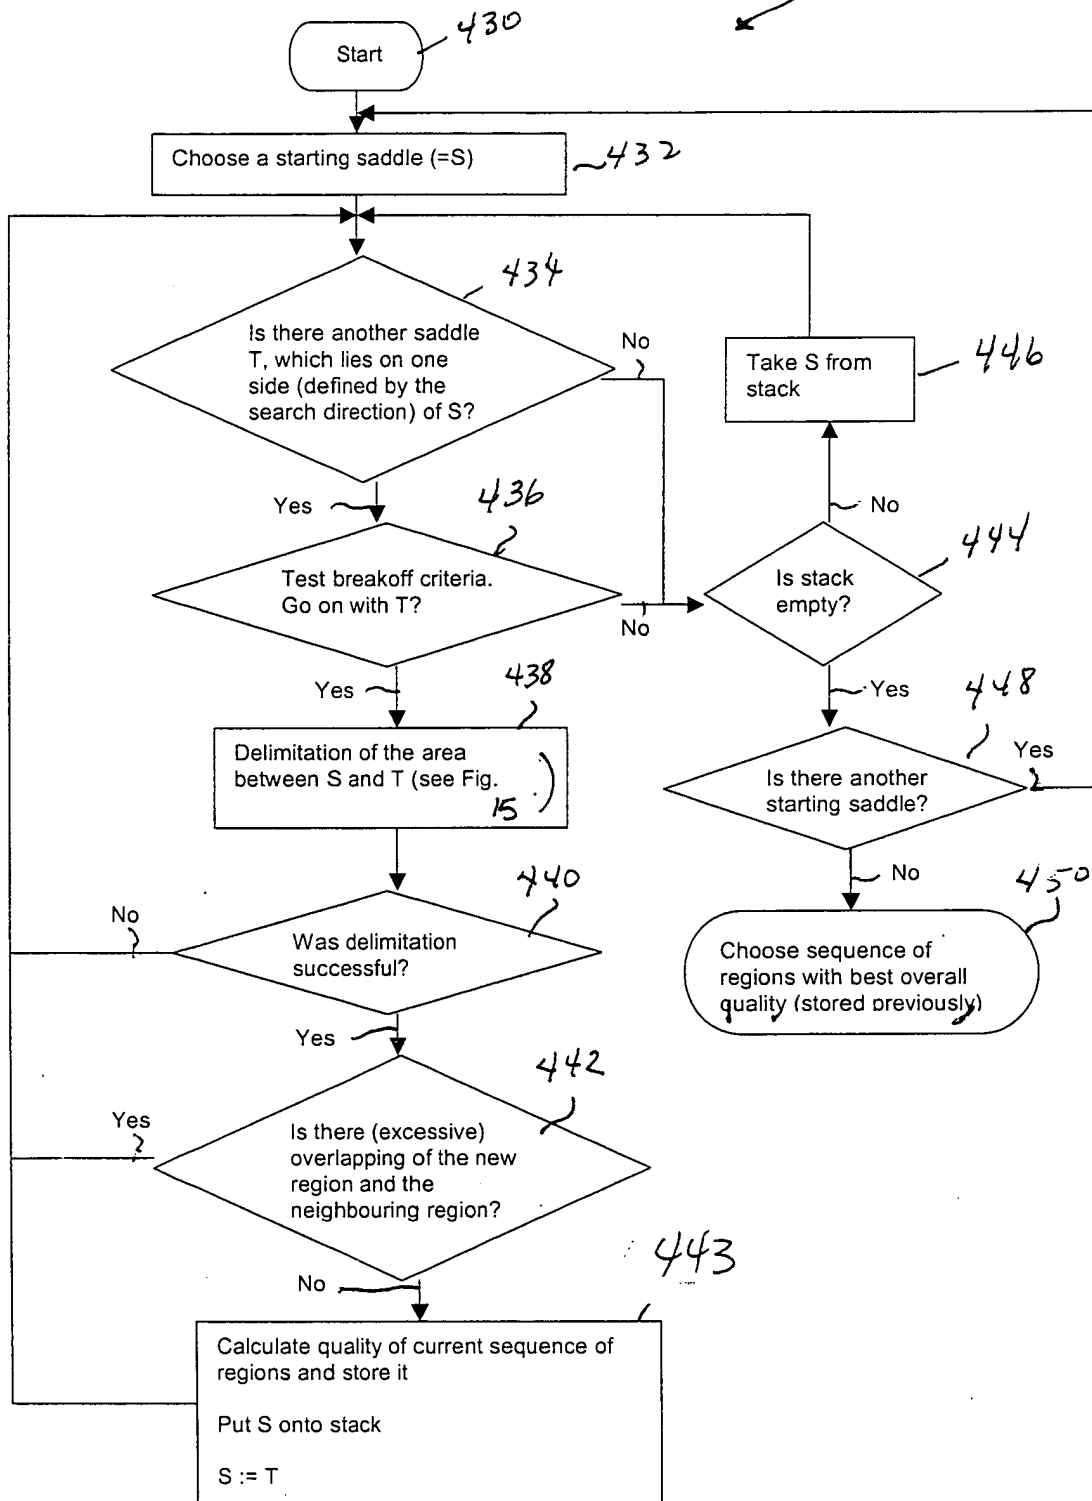 430
Start
Choose a starting saddle (=S)
432
434
Is there another saddle
T, which lies on one
side (defined by the
search direction) of S?
No
Take S from
stack
446
Yes
436
No
Test breakoff criteria.
Go on with T?
No
Is stack
empty?
444
Yes
438
Yes
448
Delimitation of the area
between S and T (see Fig.
15 .)
Is there another
starting saddle?
Yes
No
440
No
450
Was delimitation
successful?
Choose sequence of
regions with best overall
quality (stored previously)
Yes
442
Yes
Is there (excessive)
overlapping of the new
region and the
neighbouring region?
No
443
Calculate quality of current sequence of
regions and store it
Put S onto stack
S := T